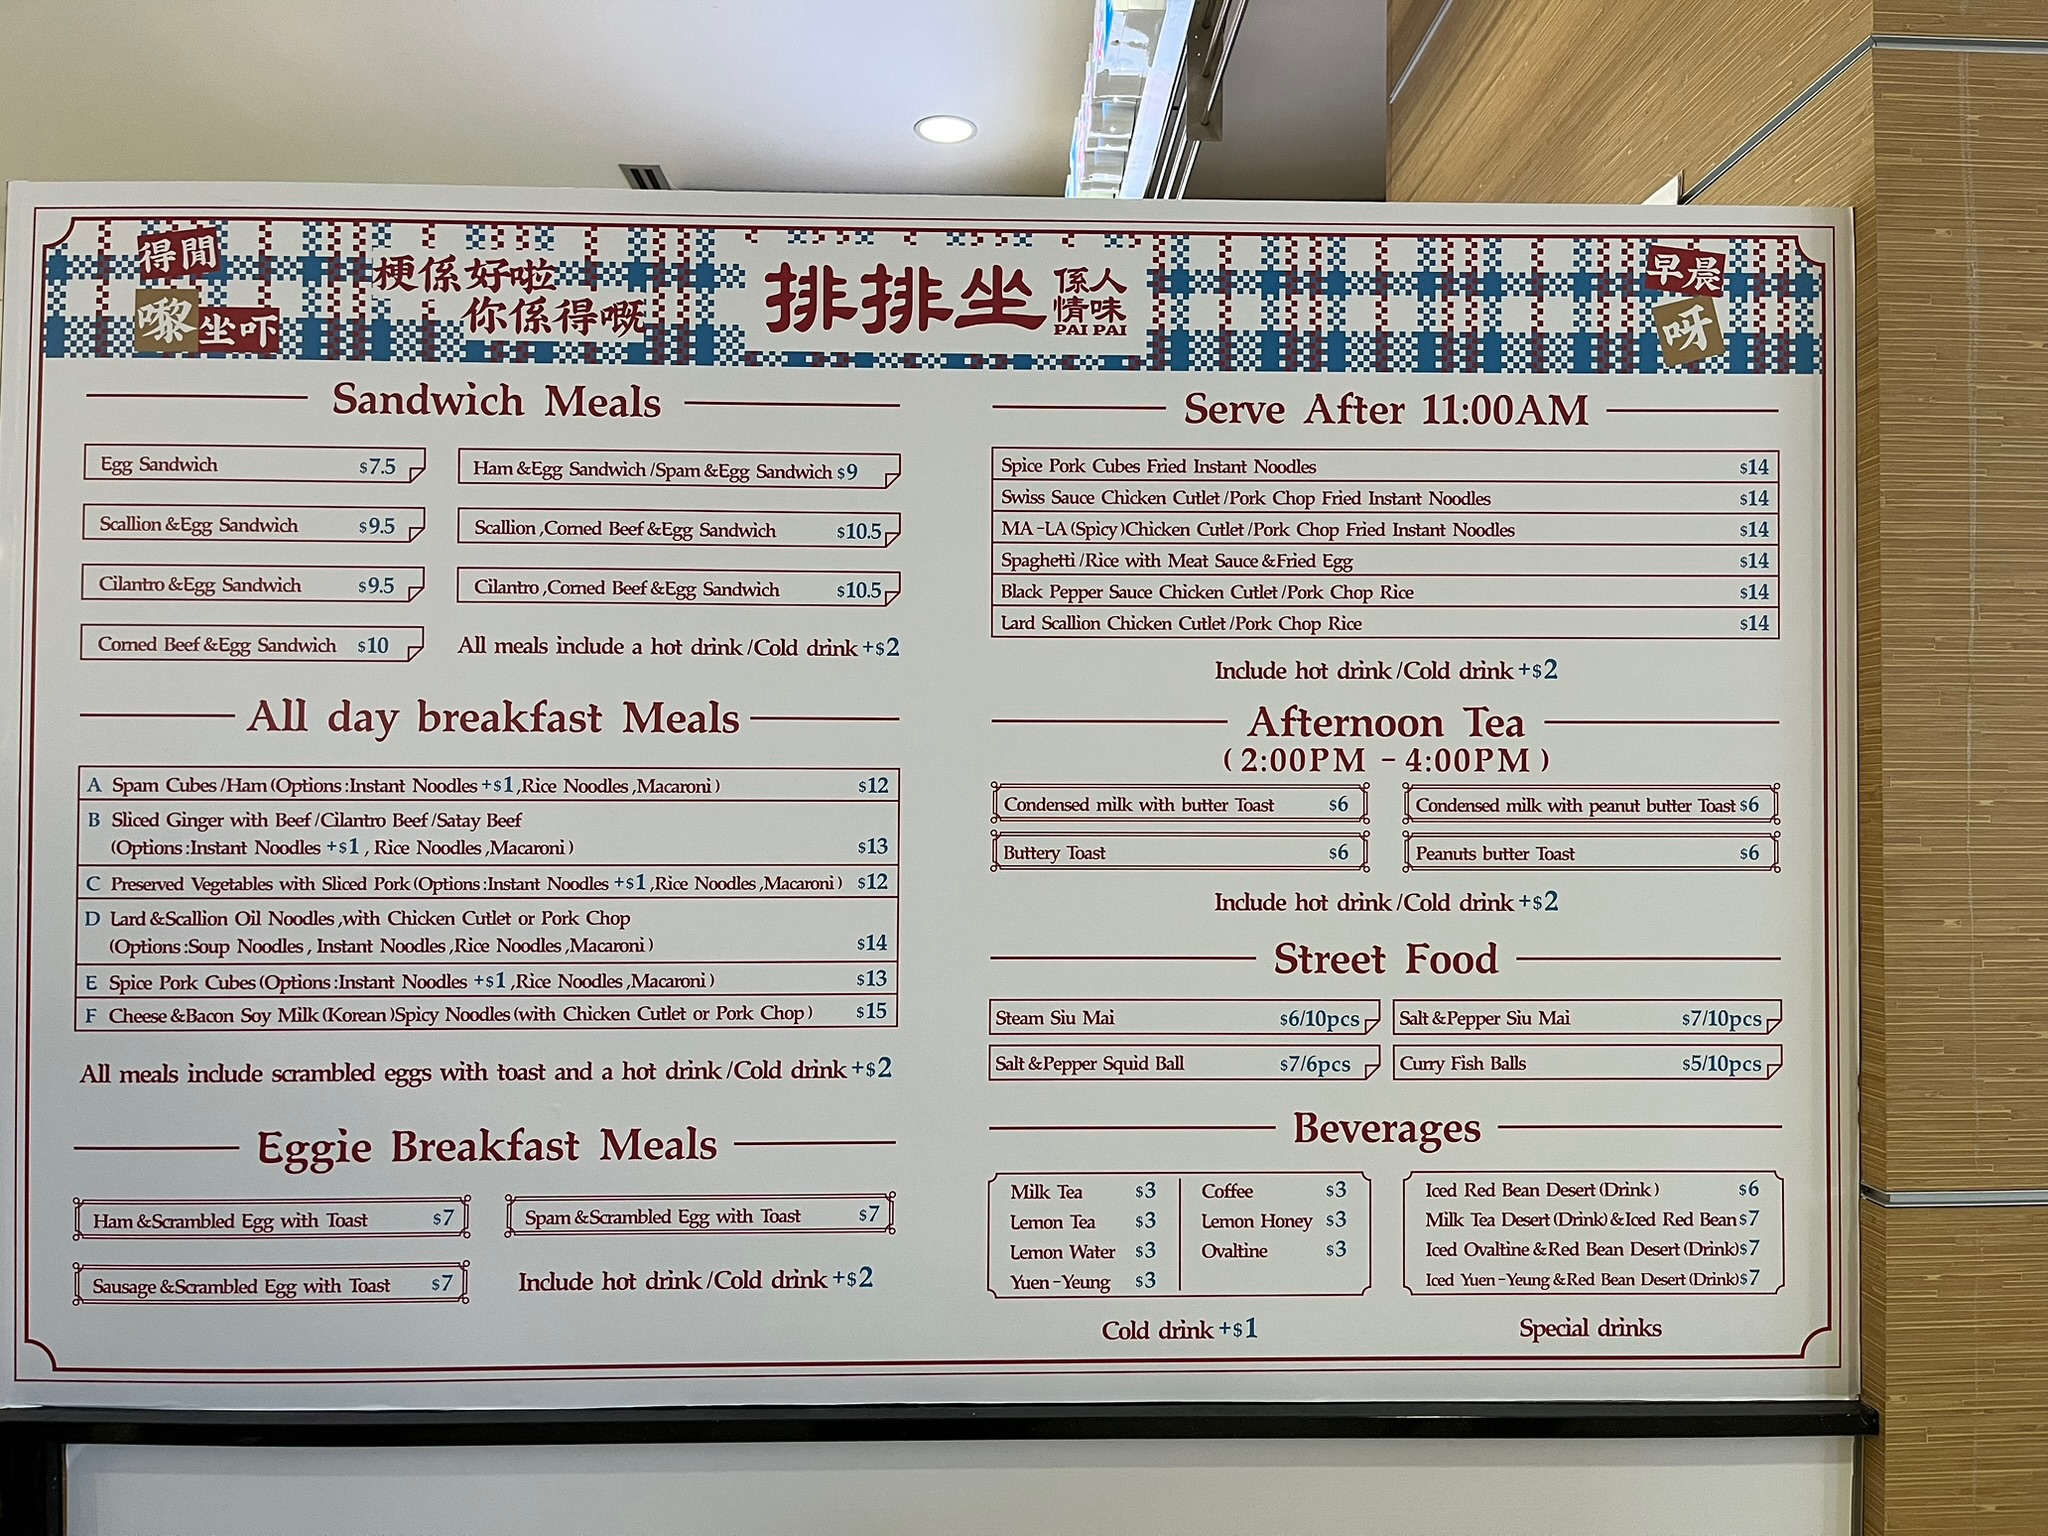 得閒
嚟坐吓
梗係好啦
你係得嘅
排排坐
係人
情味
PAI PAI
早晨
呀
Sandwich Meals
Egg Sandwich $7.5
Ham &Egg Sandwich /Spam &Egg Sandwich $9
Scallion &Egg Sandwich $9.5
Scallion ,Corned Beef &Egg Sandwich $10.5
Cilantro &Egg Sandwich $9.5
Cilantro ,Corned Beef &Egg Sandwich $10.5
Corned Beef &Egg Sandwich $10
All meals include a hot drink /Cold drink +$2
All day breakfast Meals
A Spam Cubes /Ham (Options :Instant Noodles +$1 ,Rice Noodles ,Macaroni ) $12
B Sliced Ginger with Beef /Cilantro Beef /Satay Beef
(Options :Instant Noodles +$1 , Rice Noodles ,Macaroni ) $13
C Preserved Vegetables with Sliced Pork (Options :Instant Noodles +$1 ,Rice Noodles ,Macaroni ) $12
D Lard &Scallion Oil Noodles ,with Chicken Cutlet or Pork Chop
(Options :Soup Noodles , Instant Noodles ,Rice Noodles ,Macaroni ) $14
E Spice Pork Cubes (Options :Instant Noodles +$1 ,Rice Noodles ,Macaroni ) $13
F Cheese &Bacon Soy Milk (Korean )Spicy Noodles (with Chicken Cutlet or Pork Chop ) $15
All meals include scrambled eggs with toast and a hot drink /Cold drink +$2
Eggie Breakfast Meals
Ham &Scrambled Egg with Toast $7
Spam &Scrambled Egg with Toast $7
Sausage &Scrambled Egg with Toast $7
Include hot drink /Cold drink +$2
Serve After 11:00AM
Spice Pork Cubes Fried Instant Noodles $14
Swiss Sauce Chicken Cutlet /Pork Chop Fried Instant Noodles $14
MA -LA (Spicy )Chicken Cutlet /Pork Chop Fried Instant Noodles $14
Spaghetti /Rice with Meat Sauce &Fried Egg $14
Black Pepper Sauce Chicken Cutlet /Pork Chop Rice $14
Lard Scallion Chicken Cutlet /Pork Chop Rice $14
Include hot drink /Cold drink +$2
Afternoon Tea
( 2:00PM - 4:00PM )
Condensed milk with butter Toast $6
Condensed milk with peanut butter Toast $6
Buttery Toast $6
Peanuts butter Toast $6
Include hot drink /Cold drink +$2
Street Food
Steam Siu Mai $6/10pcs
Salt &Pepper Siu Mai $7/10pcs
Salt &Pepper Squid Ball $7/6pcs
Curry Fish Balls $5/10pcs
Beverages
Milk Tea $3
Lemon Tea $3
Lemon Water $3
Yuen -Yeung $3
Coffee $3
Lemon Honey $3
Ovaltine $3
Cold drink +$1
Iced Red Bean Desert (Drink ) $6
Milk Tea Desert (Drink) &Iced Red Bean $7
Iced Ovaltine &Red Bean Desert (Drink) $7
Iced Yuen -Yeung &Red Bean Desert (Drink) $7
Special drinks